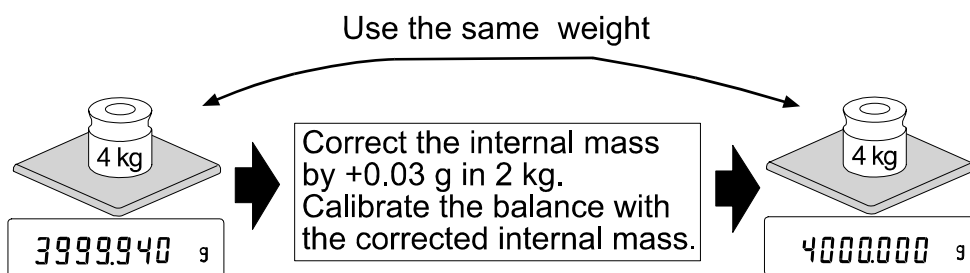 Use the same weight
4 kg
Correct the internal mass
by +0.03 g in 2 kg.
Calibrate the balance with
the corrected internal mass.
4 kg
3999.940 g
4000.000 g